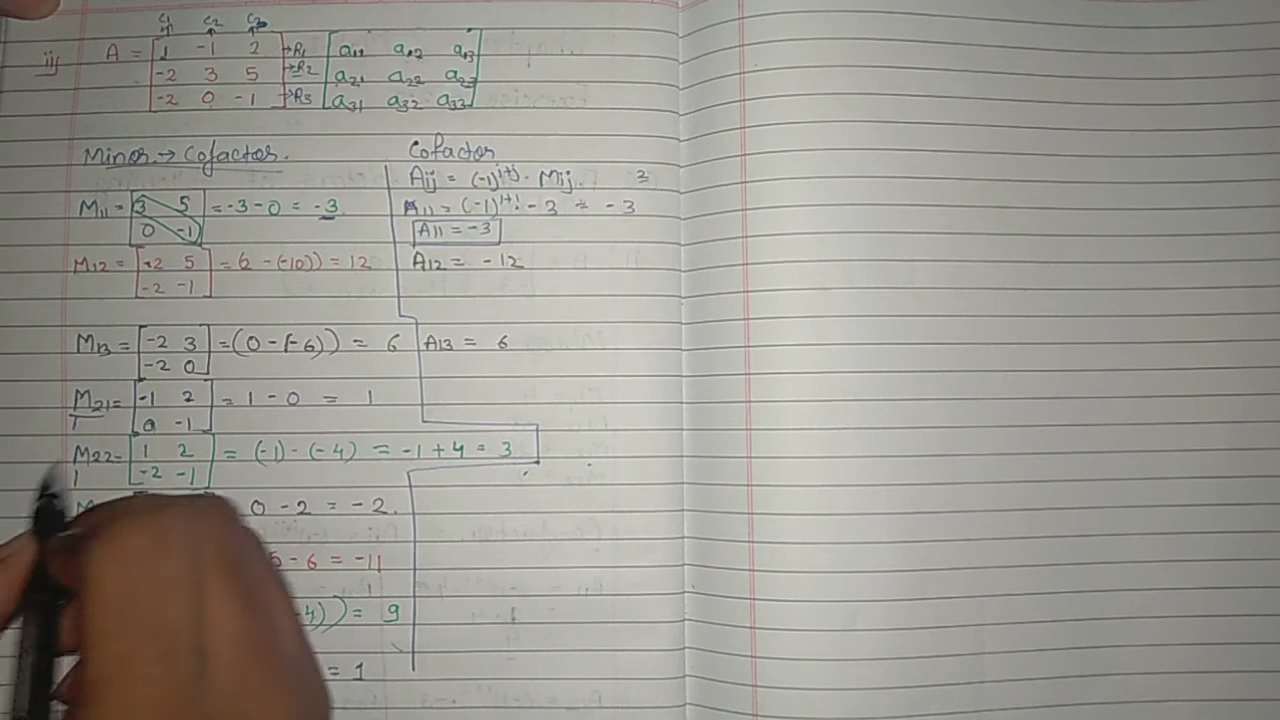 C1 C2 C3
ii) A = [1 -1 2 →R1 [a11 a12 a13
-2 3 5 →R2 a21 a22 a23
-2 0 -1] →R3 a31 a32 a33]
Minor → Cofactor. Cofactor
Aij = (-1)^i+j . Mij. 3
M11 = [3 5 = -3 - 0 = -3 A11 = (-1)^1+1 - 3 = -3
0 -1] A11 = -3
M12 = [-2 5 = (2 - (-10)) = 12 A12 = -12
-2 -1]
M13 = [-2 3 = (0 - (-6)) = 6 A13 = 6
-2 0]
M21 = [-1 2 = 1 - 0 = 1
0 -1]
M22 = [1 2 = (-1) - (-4) = -1 + 4 = 3
-2 -1]
0 - 2 = -2.
5 - 6 = -11
4)) = 9
= 1